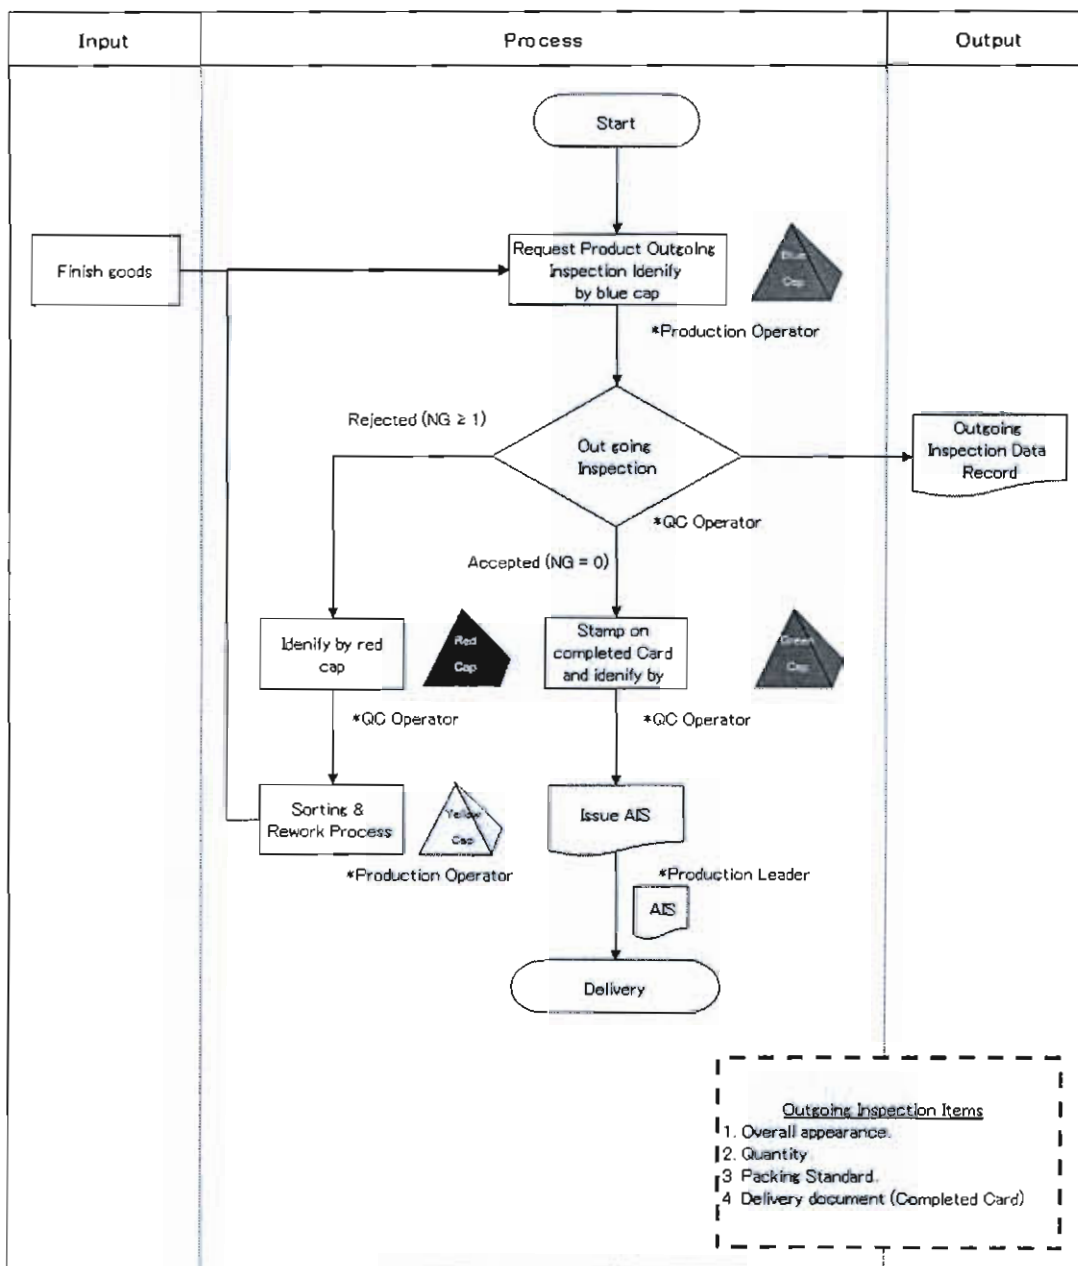 Input
Process
Output
Start
Finish goods
Request Product Outgoing
Inspection Idenify
by blue cap
Blue
Cap
*Production Operator
Rejected (NG ≥ 1)
Out going
Inspection
Outgoing
Inspection Data
Record
*QC Operator
Accepted (NG = 0)
Idenify by red
cap
Red
Cap
Stamp on
completed Card
and idenify by
Green
Cap
*QC Operator
*QC Operator
Sorting &
Rework Process
Yellow
Cap
Issue AIS
*Production Operator
*Production Leader
AIS
Delivery
Outgoing Inspection Items
1. Overall appearance.
2. Quantity
3 Packing Standard.
4 Delivery document (Completed Card)